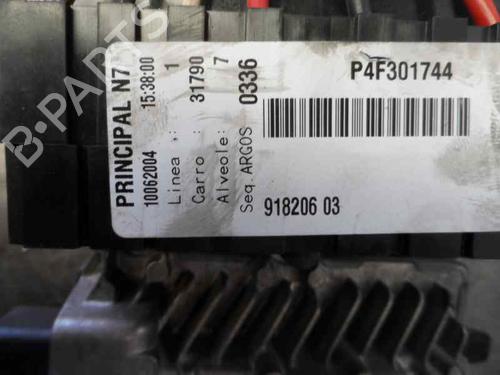 PRINCIPAL N7
10062004 15:38:00
Linea .: 1
Carro .: 31790
Alveole: 7
Seq.ARGOS 0336
P4F301744
918206 03
B-PARTS